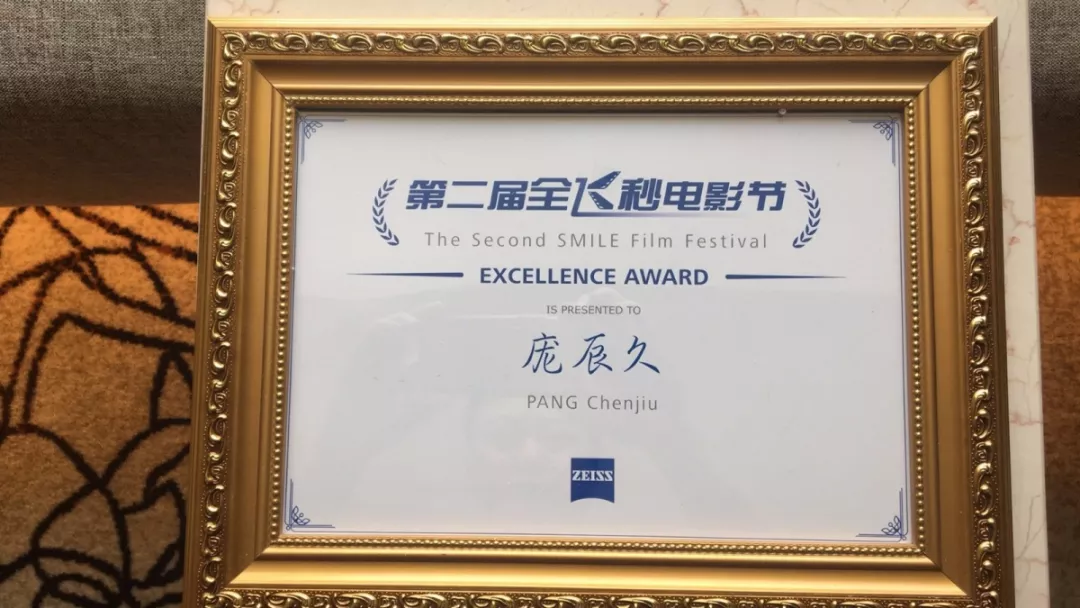 第二届全飞秒电影节
The Second SMILE Film Festival
EXCELLENCE AWARD
IS PRESENTED TO
庞辰久
PANG Chenjiu
ZEISS